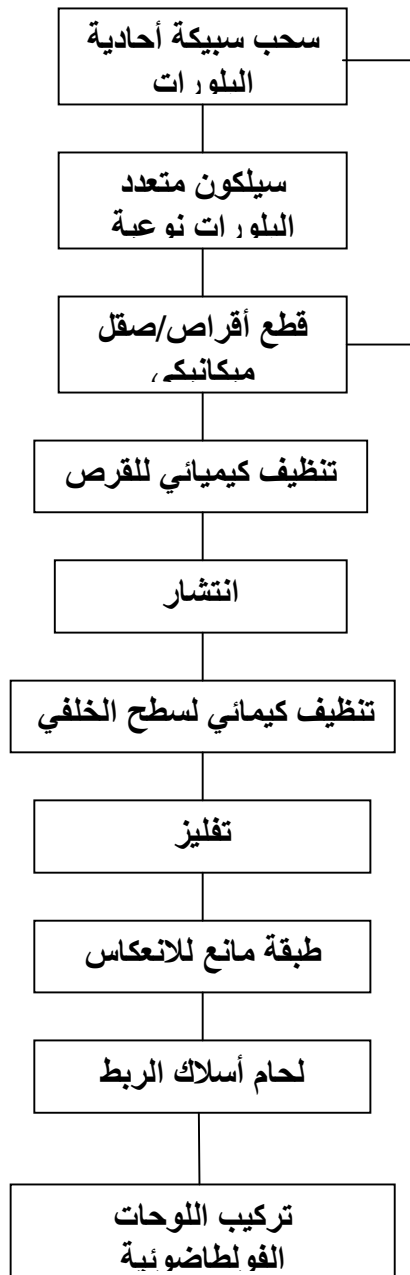 سحب سبيكة أحادية
البلورات
سيلكون متعدد
البلورات نوعية
قطع أقراص/صقل
ميكانيكي
تنظيف كيميائي للقرص
انتشار
تنظيف كيمائي لسطح الخلفي
تفليز
طبقة مانع للانعكاس
لحام أسلاك الربط
تركيب اللوحات
الفولطاضوئية